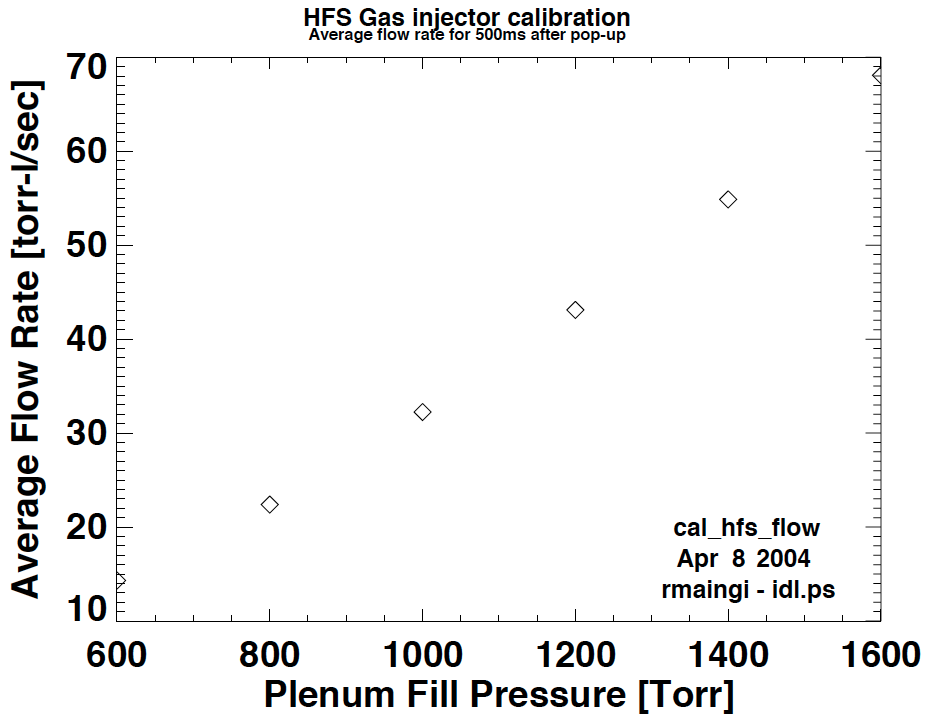 HFS Gas injector calibration
Average flow rate for 500ms after pop-up
70
60
50
40
30
20
10
Average Flow Rate [torr-l/sec]
cal_hfs_flow
Apr 8 2004
rmaingi - idl.ps
600 800 1000 1200 1400 1600
Plenum Fill Pressure [Torr]